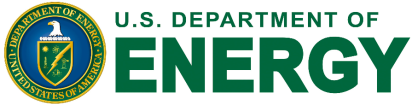 DEPARTMENT OF ENERGY
UNITED STATES OF AMERICA
U.S. DEPARTMENT OF
ENERGY